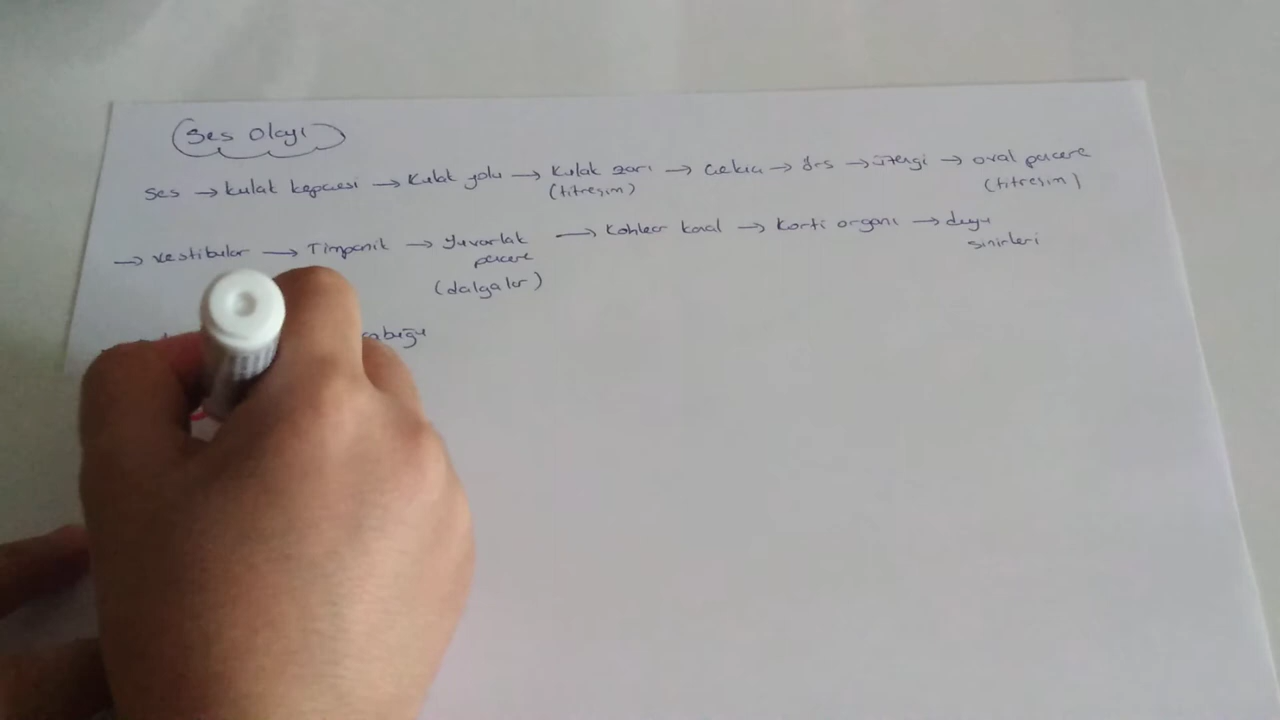 Ses Olayı
Ses → kulak kepçesi → Kulak yolu → Kulak zarı → Çekiç → Örs → Üzengi → oval pencere
(titreşim) (titreşim)
→ Vestibular → Timpanik → Yuvarlak → Kohlear kanal → Korti organı → duyu
pencere sinirleri
(dalgalar)
kabuğu